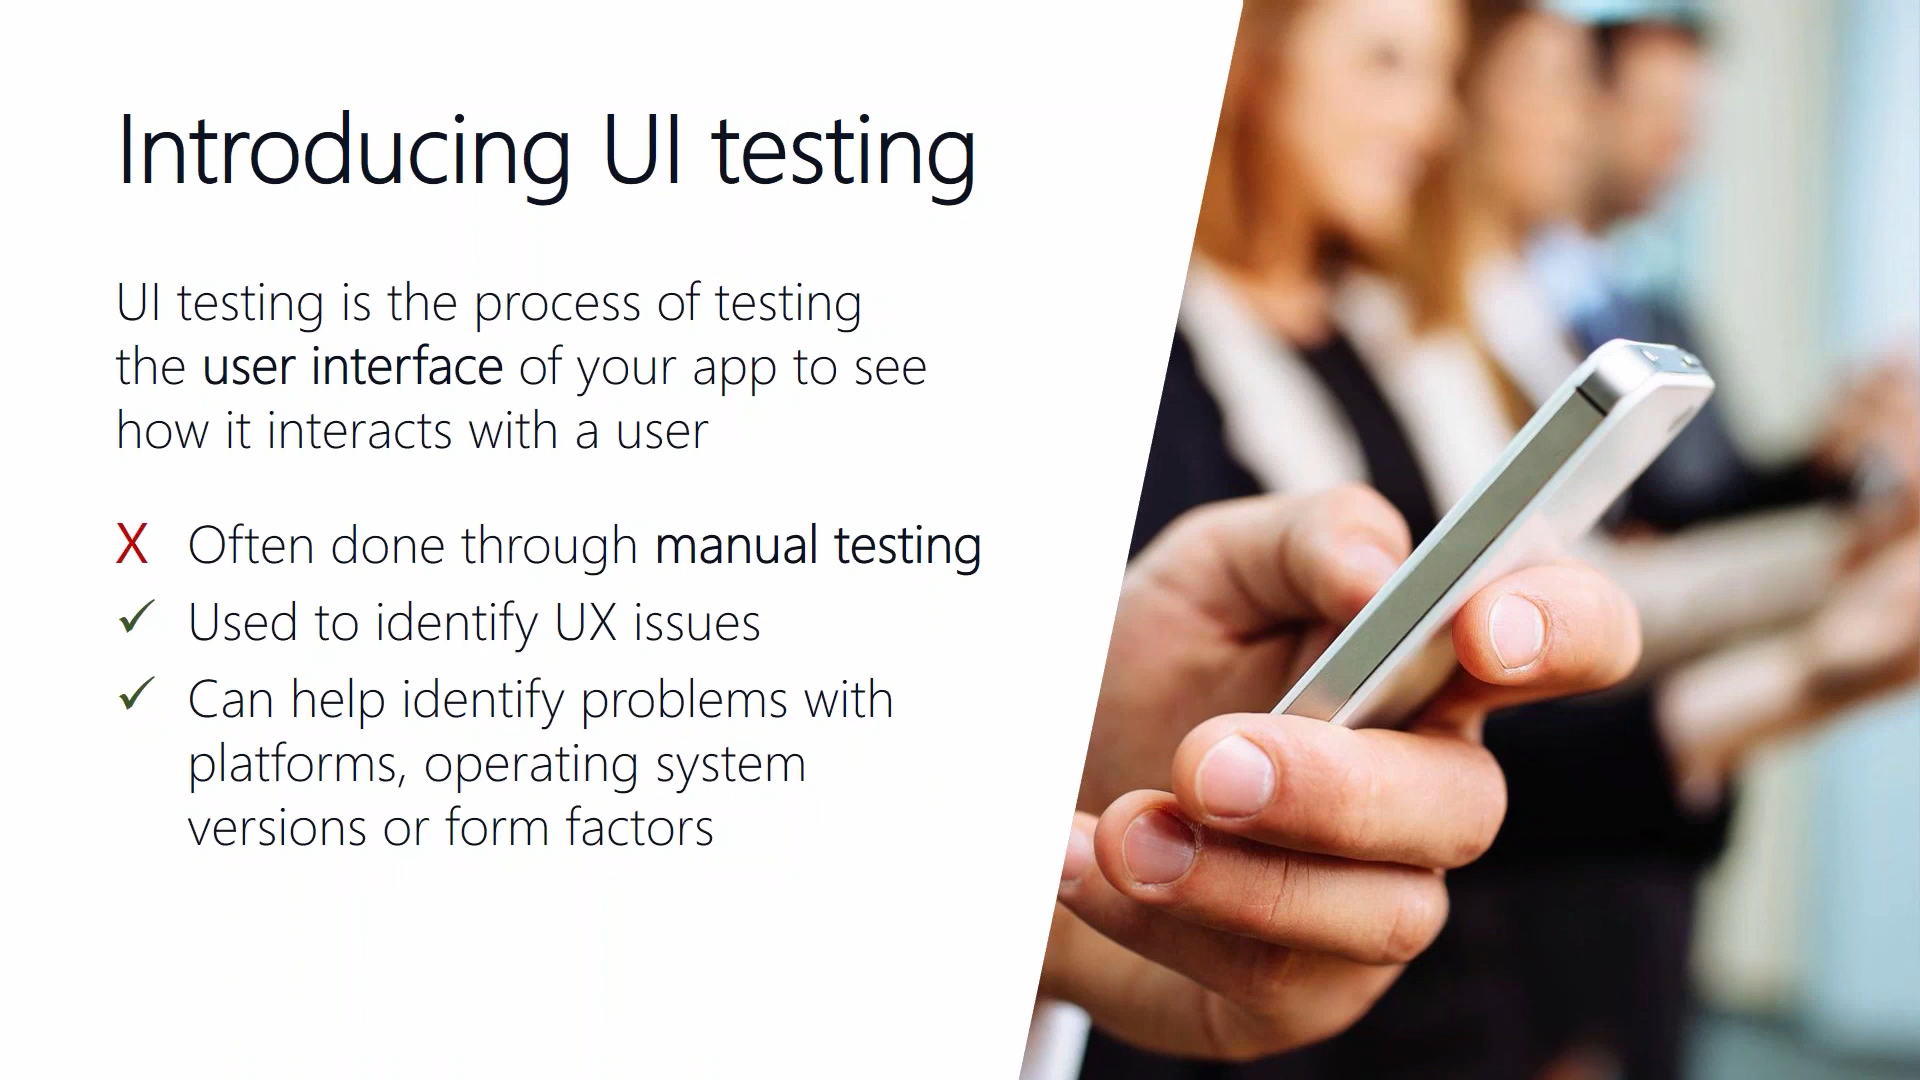 Introducing UI testing
UI testing is the process of testing
the user interface of your app to see
how it interacts with a user
X Often done through manual testing
✓ Used to identify UX issues
✓ Can help identify problems with
platforms, operating system
versions or form factors